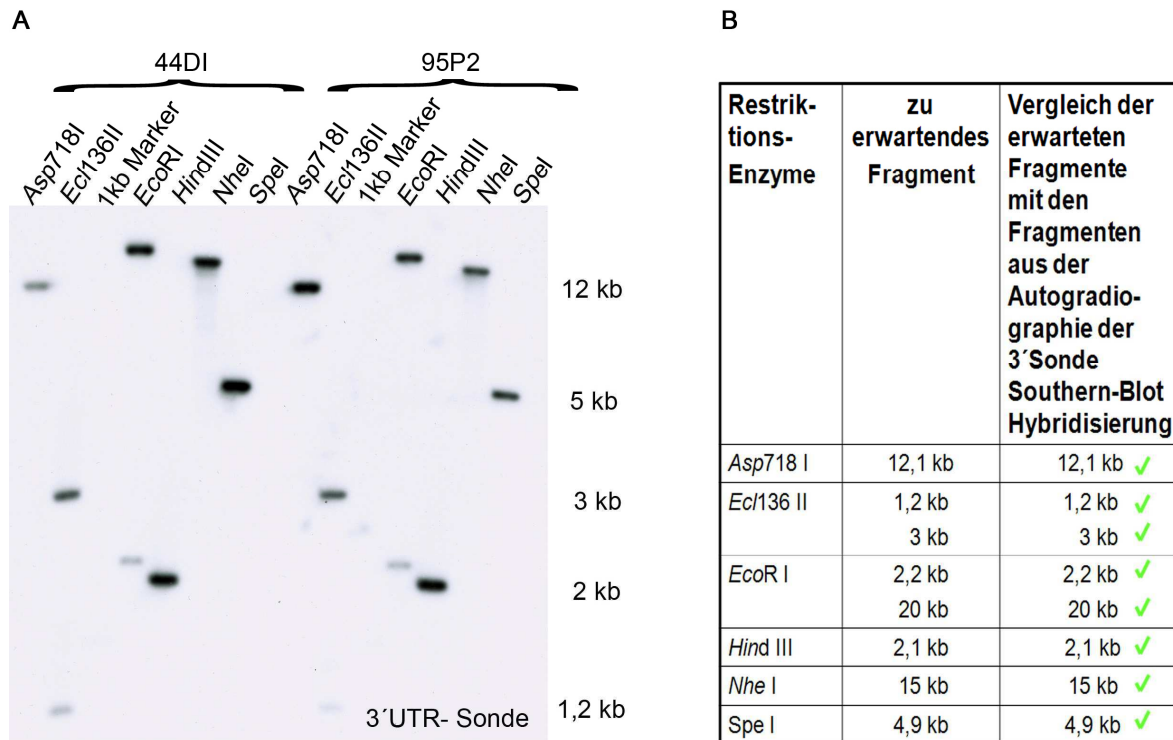 A
44DI
95P2
Asp718I
Ecl136II
1kb Marker
EcoRI
HindIII
NheI
SpeI
Asp718I
Ecl136II
1kb Marker
EcoRI
HindIII
NheI
SpeI
12 kb
5 kb
3 kb
2 kb
1,2 kb
3´UTR- Sonde
B
Restrik-
tions-
Enzyme
zu
erwartendes
Fragment
Vergleich der
erwarteten
Fragmente
mit den
Fragmenten
aus der
Autogradio-
graphie der
3´Sonde
Southern-Blot
Hybridisierung
Asp718 I 12,1 kb 12,1 kb ✓
Ecl136 II 1,2 kb 1,2 kb ✓
3 kb 3 kb ✓
EcoR I 2,2 kb 2,2 kb ✓
20 kb 20 kb ✓
Hind III 2,1 kb 2,1 kb ✓
Nhe I 15 kb 15 kb ✓
Spe I 4,9 kb 4,9 kb ✓